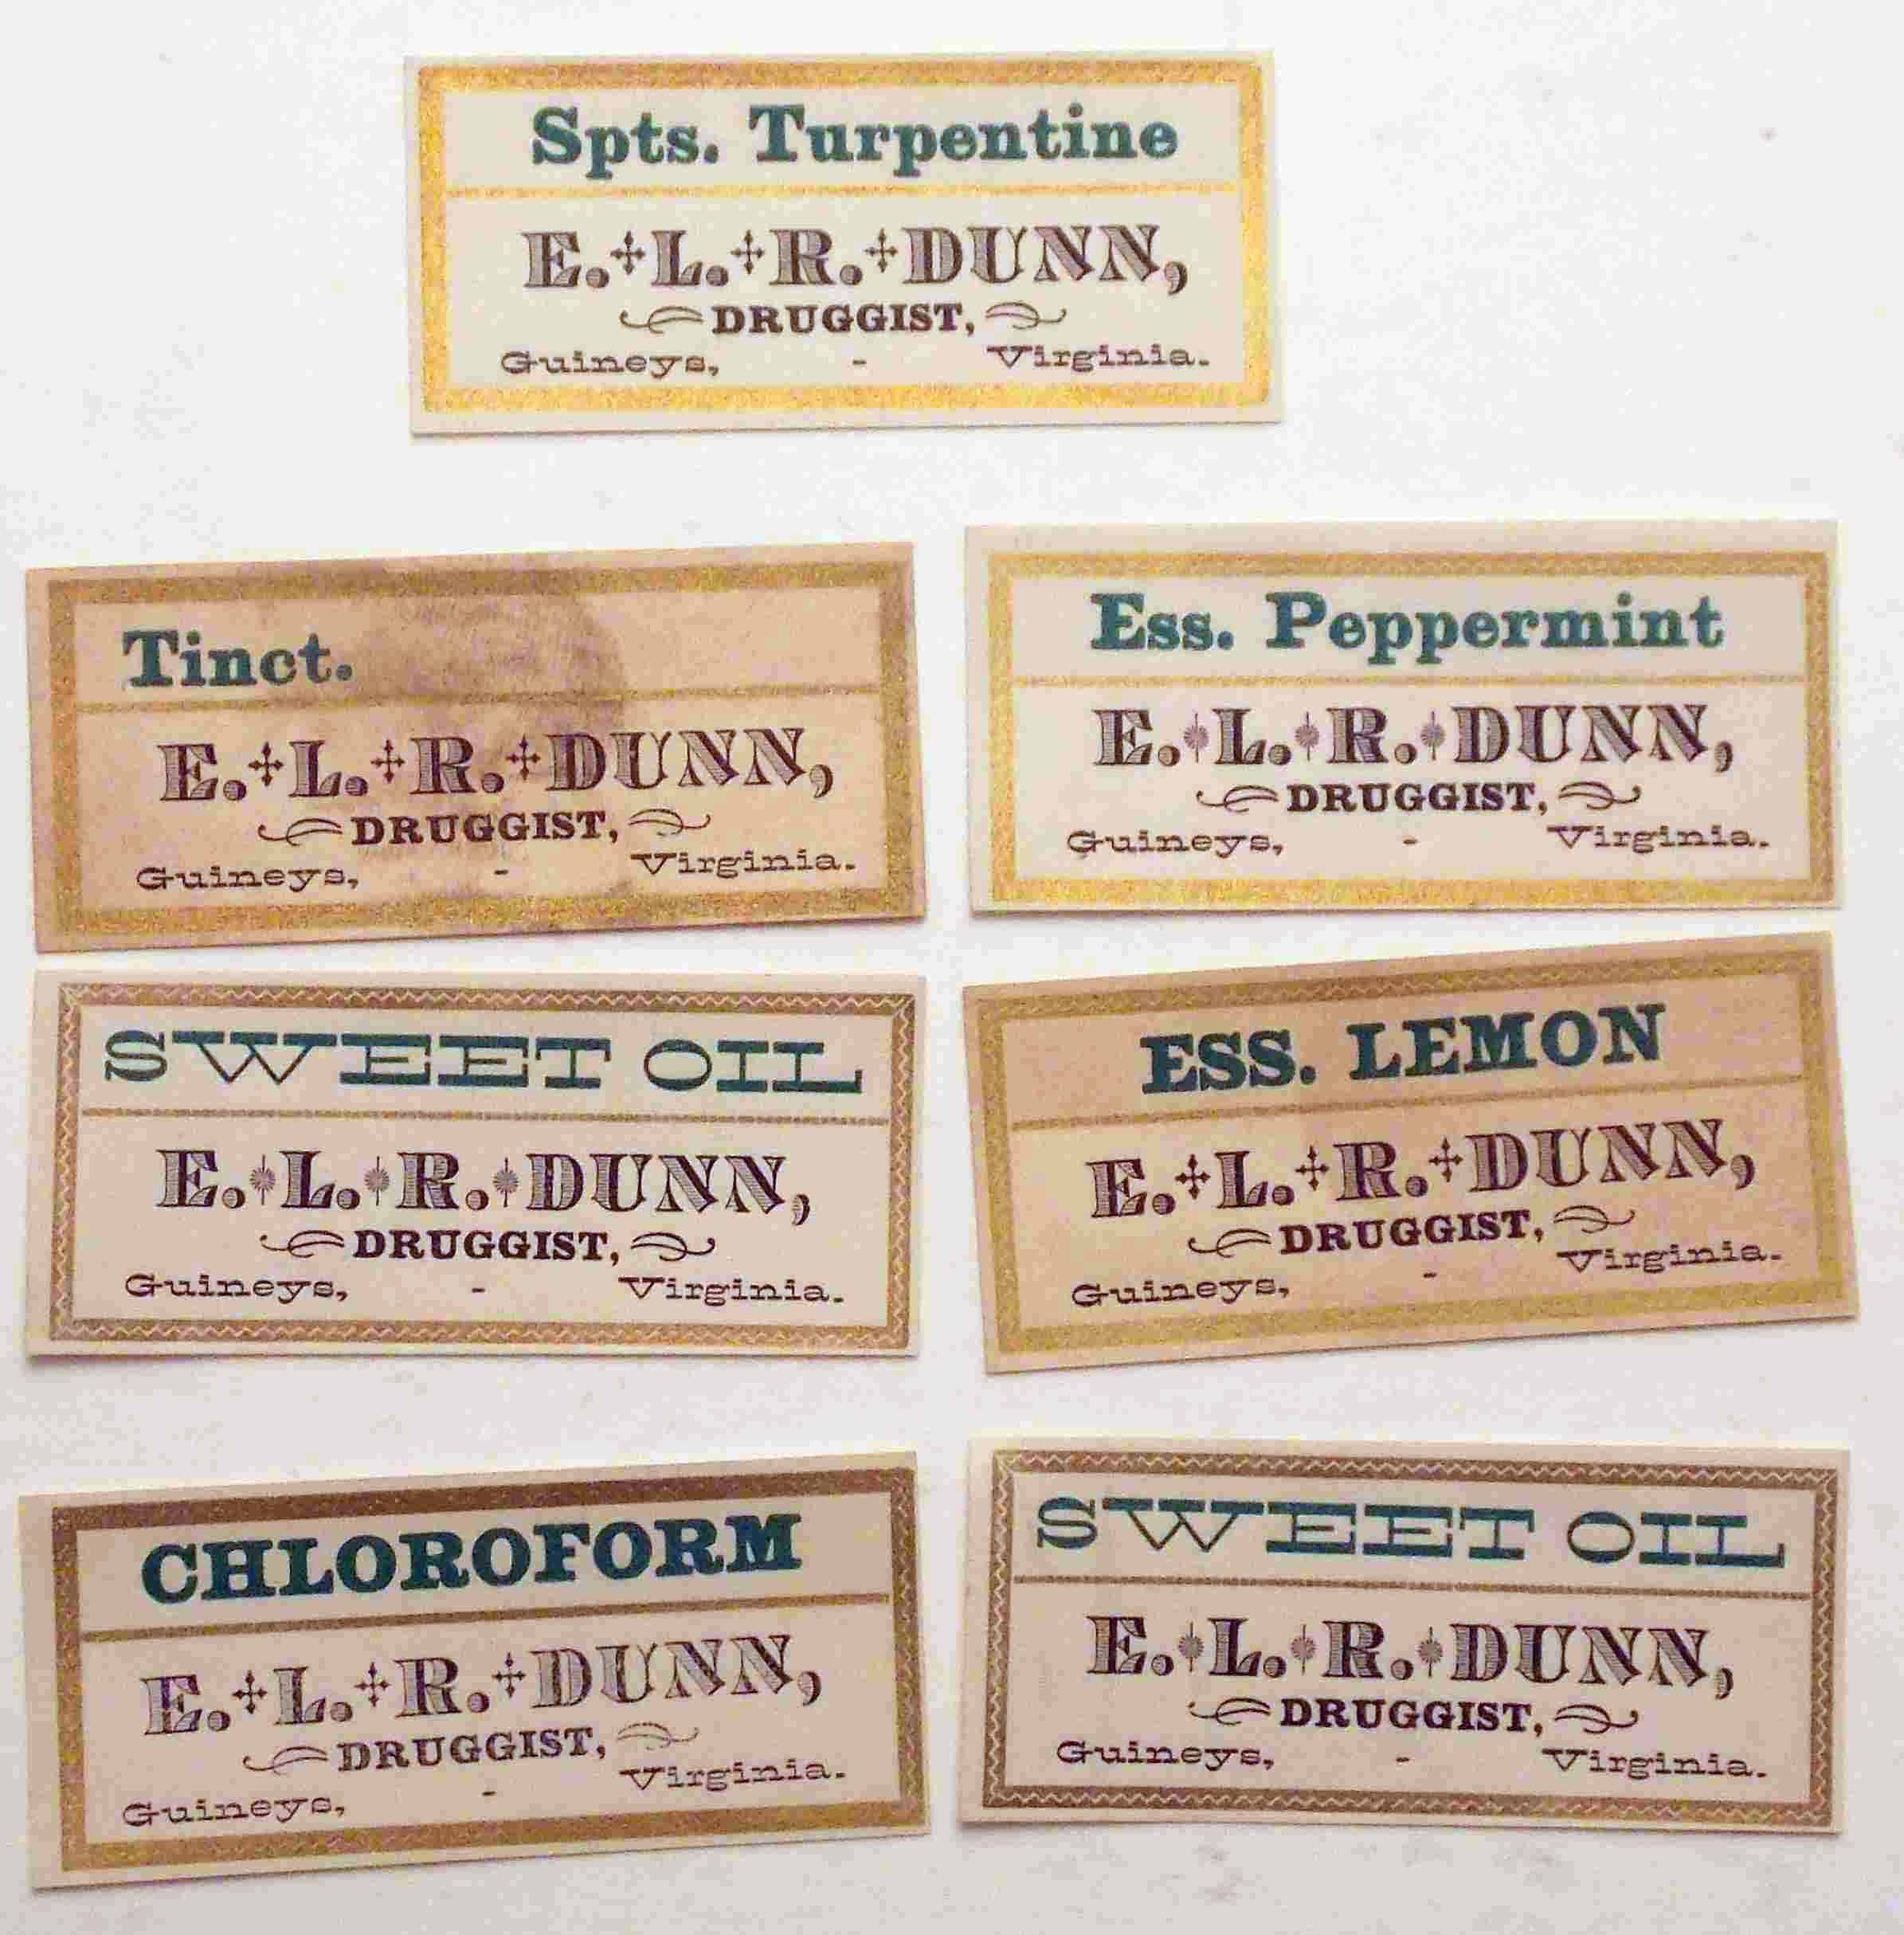 Spts. Turpentine
E. L. R. DUNN,
DRUGGIST,
Guineys, - Virginia.
Tinct.
E. L. R. DUNN,
DRUGGIST,
Guineys, - Virginia.
Ess. Peppermint
E. L. R. DUNN,
DRUGGIST,
Guineys, - Virginia.
SWEET OIL
E. L. R. DUNN,
DRUGGIST,
Guineys, - Virginia.
ESS. LEMON
E. L. R. DUNN,
DRUGGIST,
Guineys, - Virginia.
CHLOROFORM
E. L. R. DUNN,
DRUGGIST,
Guineys, - Virginia.
SWEET OIL
E. L. R. DUNN,
DRUGGIST,
Guineys, - Virginia.